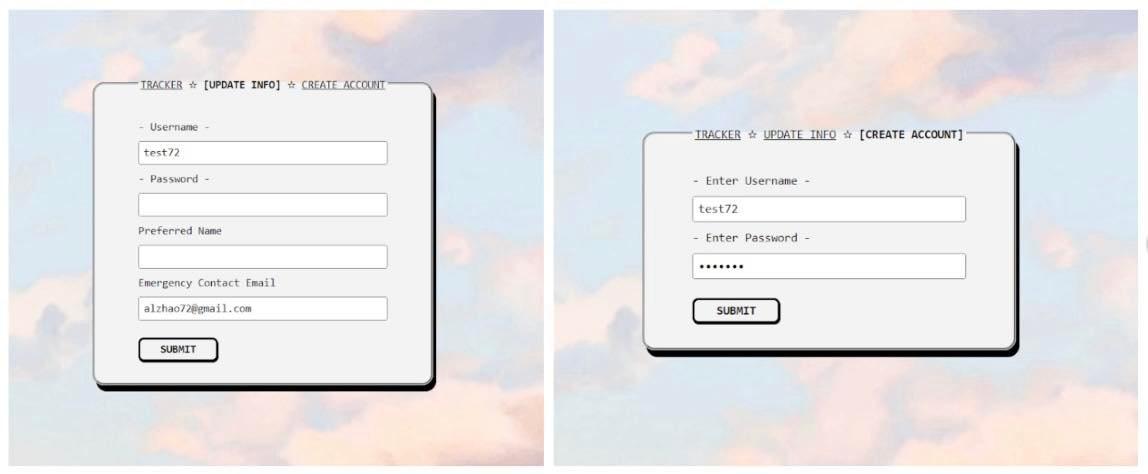 TRACKER ☆ [UPDATE INFO] ☆ CREATE ACCOUNT
- Username -
test72
- Password -
Preferred Name
Emergency Contact Email
alzhao72@gmail.com
SUBMIT
TRACKER ☆ UPDATE INFO ☆ [CREATE ACCOUNT]
- Enter Username -
test72
- Enter Password -
•••••••
SUBMIT